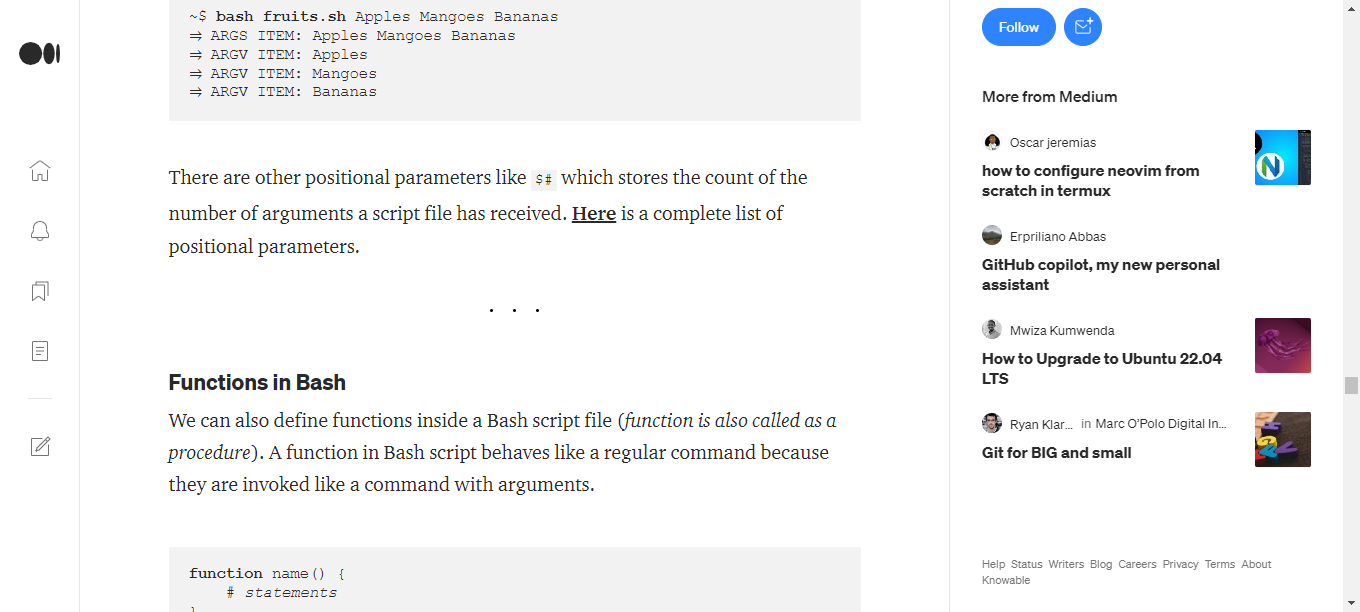 ~$ bash fruits.sh Apples Mangoes Bananas
⇒ ARGS ITEM: Apples Mangoes Bananas
⇒ ARGV ITEM: Apples
⇒ ARGV ITEM: Mangoes
⇒ ARGV ITEM: Bananas
There are other positional parameters like $# which stores the count of the
number of arguments a script file has received. Here is a complete list of
positional parameters.
. . .
Functions in Bash
We can also define functions inside a Bash script file (function is also called as a
procedure). A function in Bash script behaves like a regular command because
they are invoked like a command with arguments.
function name() {
# statements
}
Follow
More from Medium
Oscar jeremias
how to configure neovim from
scratch in termux
Erpriliano Abbas
GitHub copilot, my new personal
assistant
Mwiza Kumwenda
How to Upgrade to Ubuntu 22.04
LTS
Ryan Klar... in Marc O'Polo Digital In...
Git for BIG and small
Help Status Writers Blog Careers Privacy Terms About
Knowable